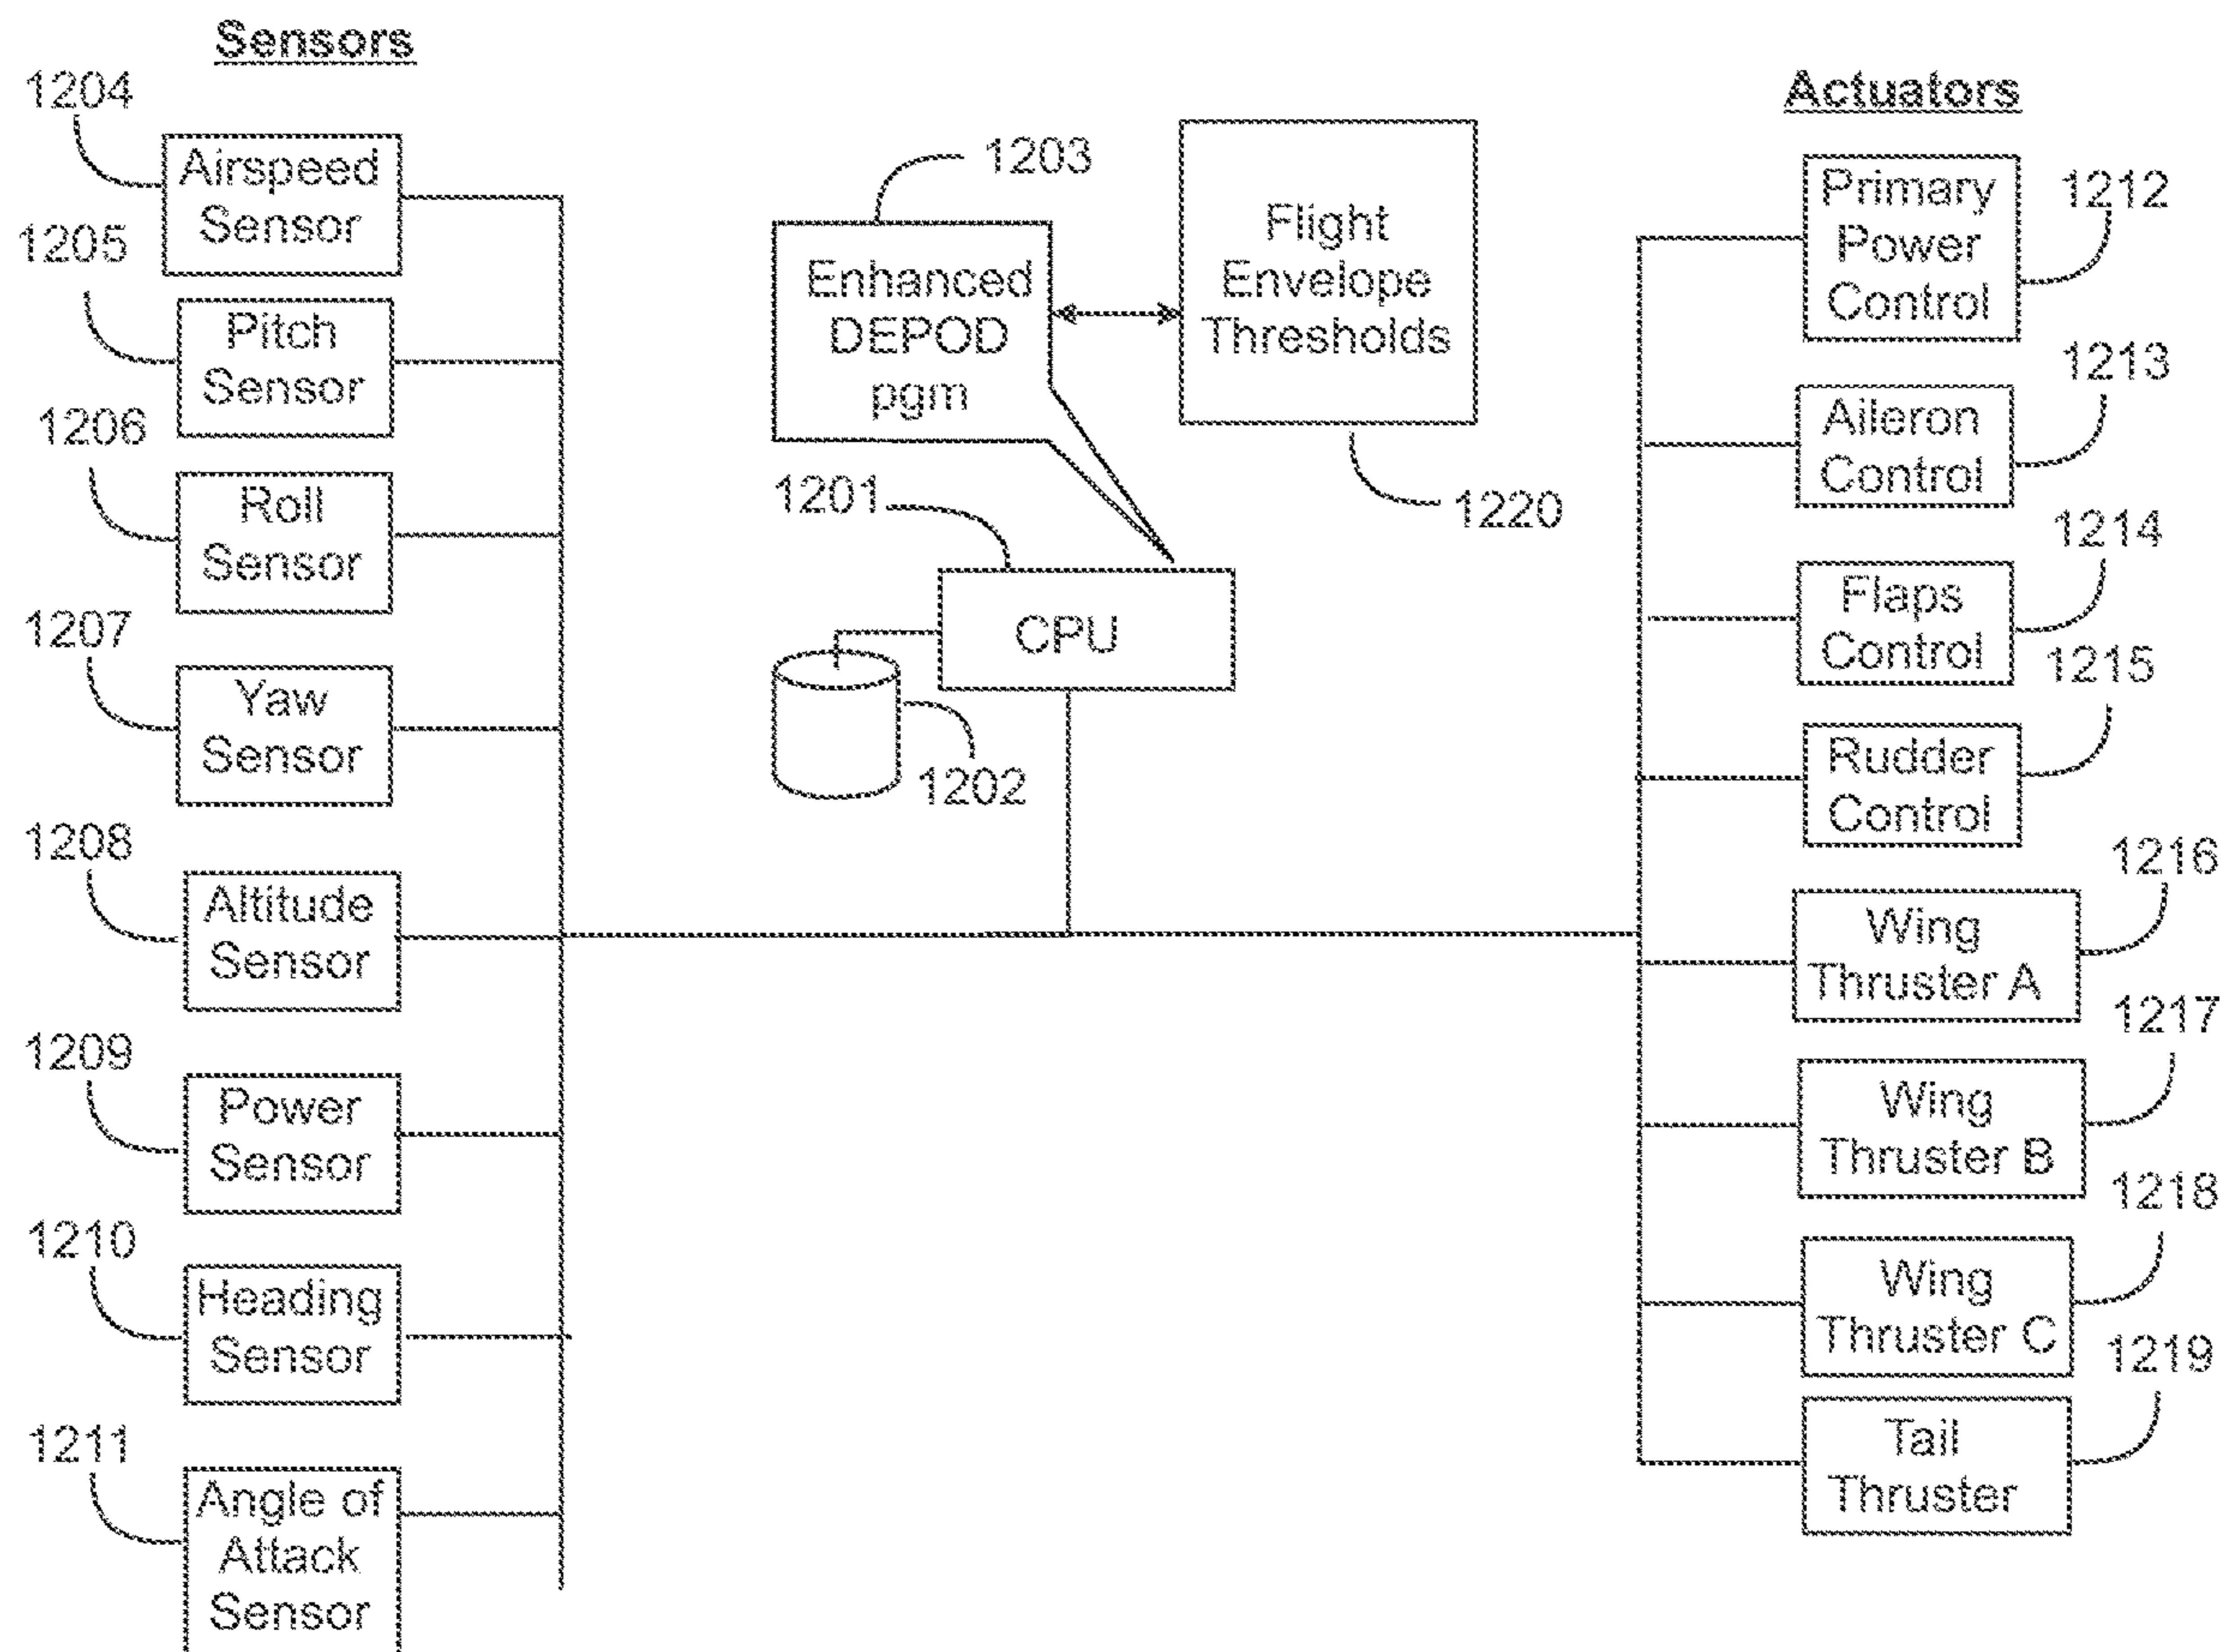 Sensors
1204
Airspeed
Sensor
1205
Pitch
Sensor
1206
Roll
Sensor
1207
Yaw
Sensor
1208
Altitude
Sensor
1209
Power
Sensor
1210
Heading
Sensor
1211
Angle of
Attack
Sensor
1203
Enhanced
DEPOD
pgm
Flight
Envelope
Thresholds
1220
1201
CPU
1202
Actuators
Primary
Power
Control
1212
Aileron
Control
1213
Flaps
Control
1214
Rudder
Control
1215
Wing
Thruster A
1216
Wing
Thruster B
1217
Wing
Thruster C
1218
Tail
Thruster
1219